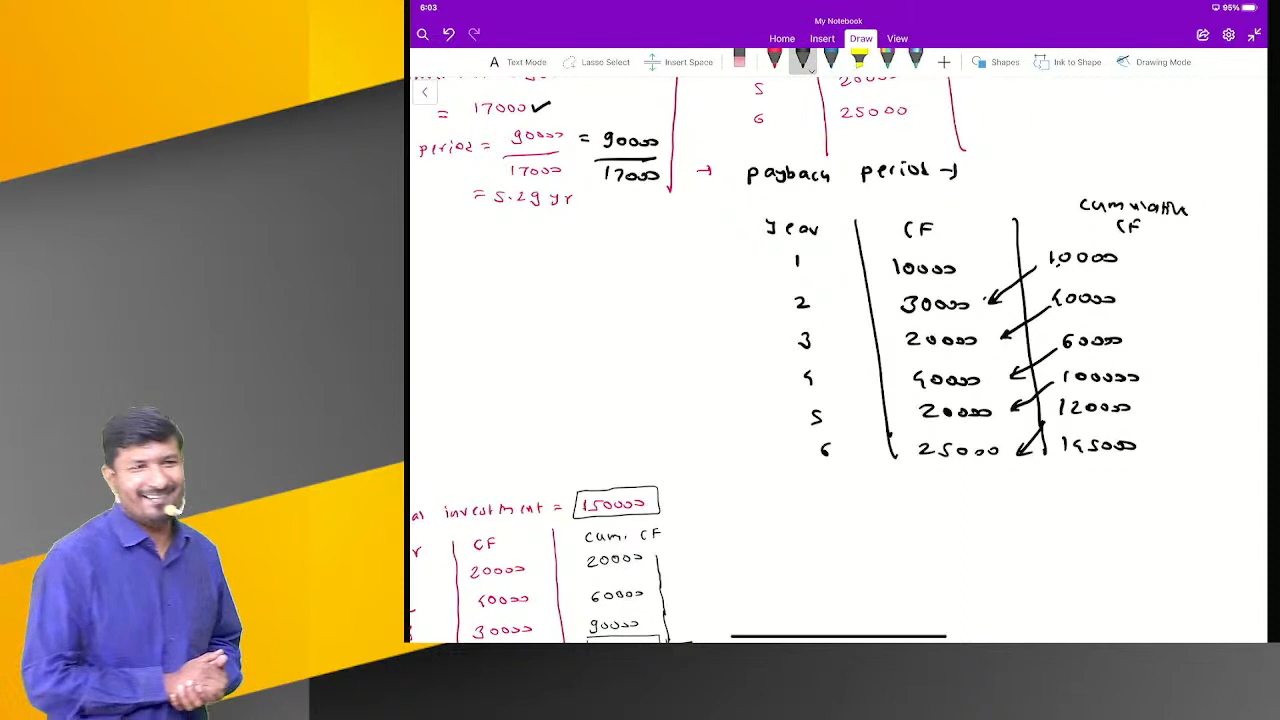 6:03
95%
My Notebook
Home Insert Draw View
Text Mode Lasso Select Insert Space Shapes Ink to Shape Drawing Mode
= 17000 ✓
period = 90000 = 90000
17000 17000
= 5.29 yr
5 20000
6 25000
→ payback period →
Year CF cumulative CF
1 10000 10000
2 30000 40000
3 20000 60000
4 40000 100000
5 20000 120000
6 25000 145000
investment = 150000
CF Cum. CF
20000 20000
40000 60000
30000 90000